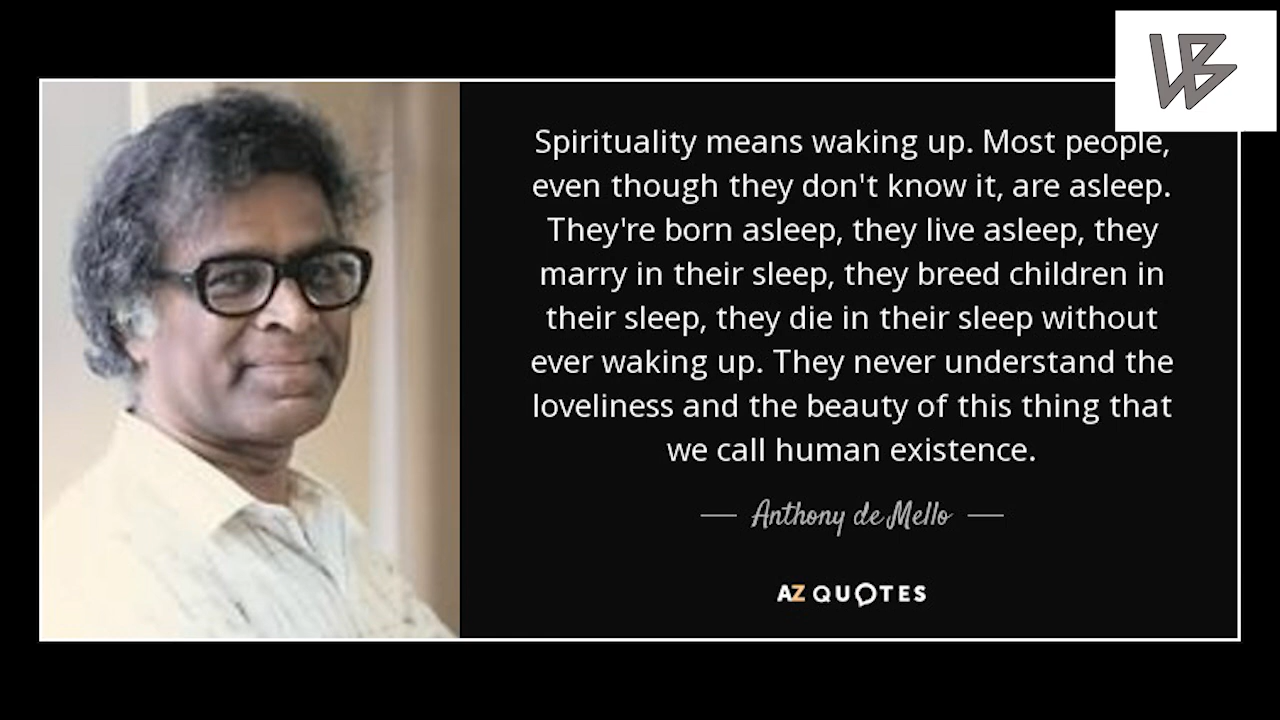 Spirituality means waking up. Most people,
even though they don't know it, are asleep.
They're born asleep, they live asleep, they
marry in their sleep, they breed children in
their sleep, they die in their sleep without
ever waking up. They never understand the
loveliness and the beauty of this thing that
we call human existence.
Anthony de Mello
AZ QUOTES